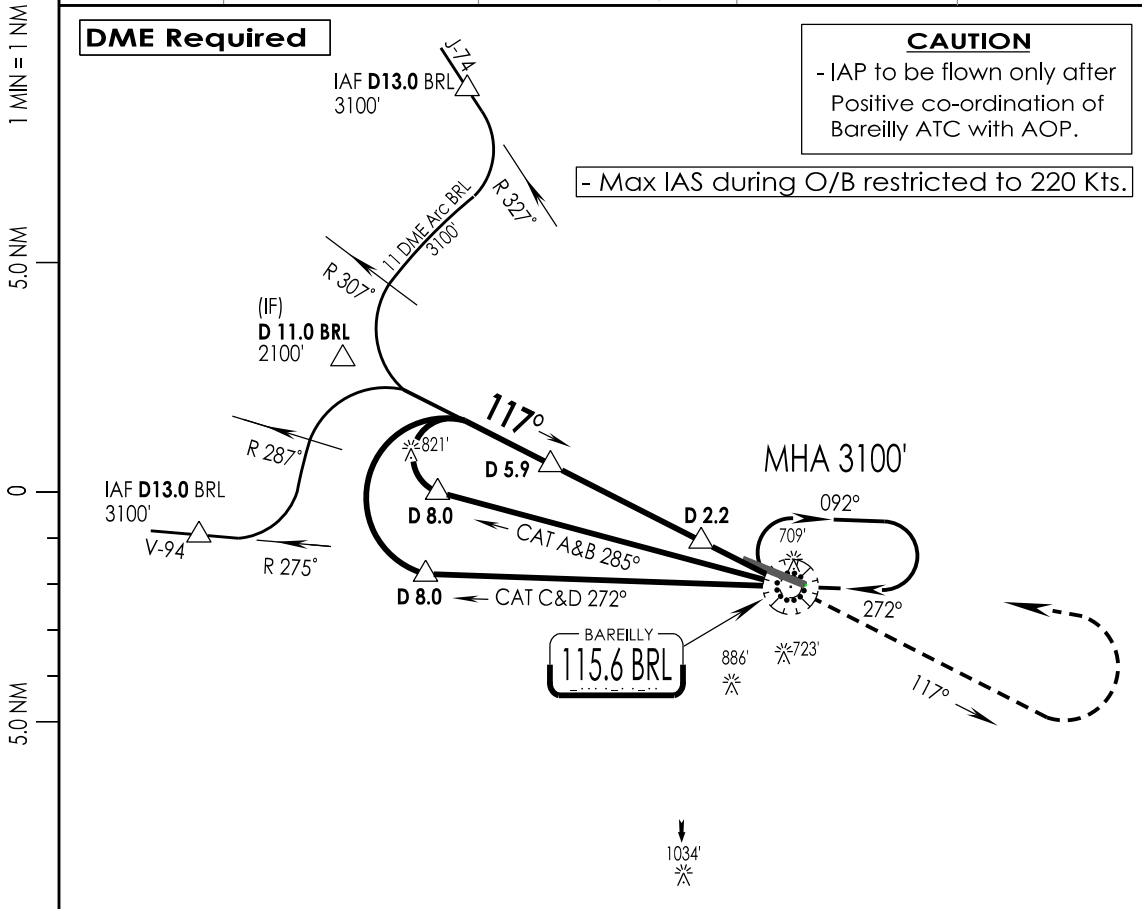 1 MIN = 1 NM
5.0 NM
0
5.0 NM
DME Required
CAUTION
- IAP to be flown only after
Positive co-ordination of
Bareilly ATC with AOP.
- Max IAS during O/B restricted to 220 Kts.
J-74
IAF D13.0 BRL
3100'
R 327°
11 DME Arc BRL
3100'
R 307°
(IF)
D 11.0 BRL
2100'
117°
821'
D 5.9
R 287°
MHA 3100'
IAF D13.0 BRL
3100'
V-94
R 275°
D 8.0
CAT A&B 285°
D 2.2
092°
709'
D 8.0
CAT C&D 272°
272°
BAREILLY
115.6 BRL
886'
723'
117°
1034'